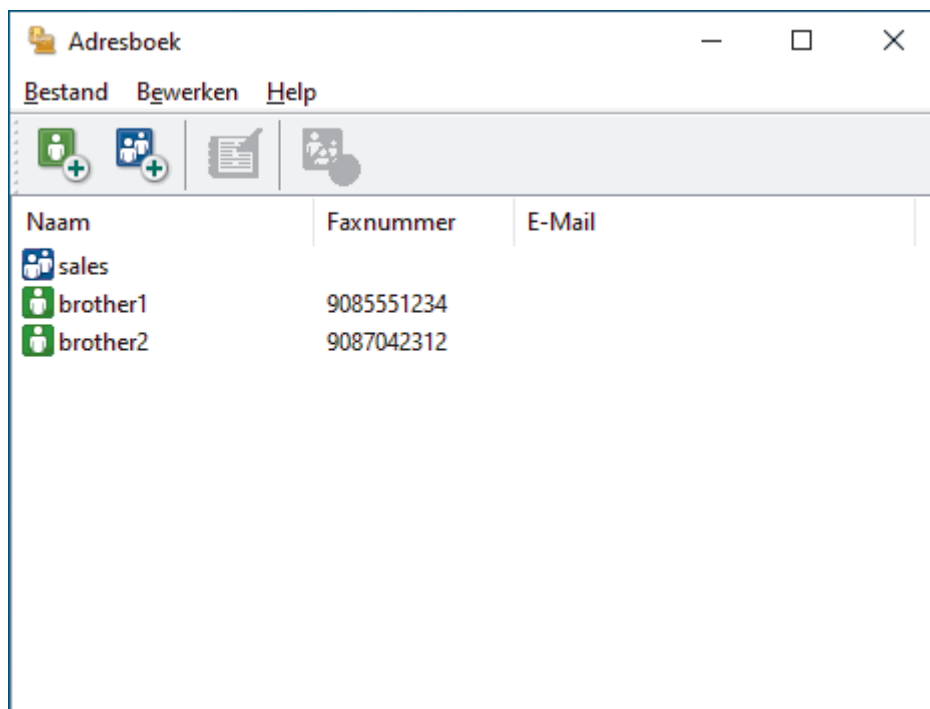 Adresboek
Bestand Bewerken Help
Naam Faxnummer E-Mail
sales
brother1 9085551234
brother2 9087042312